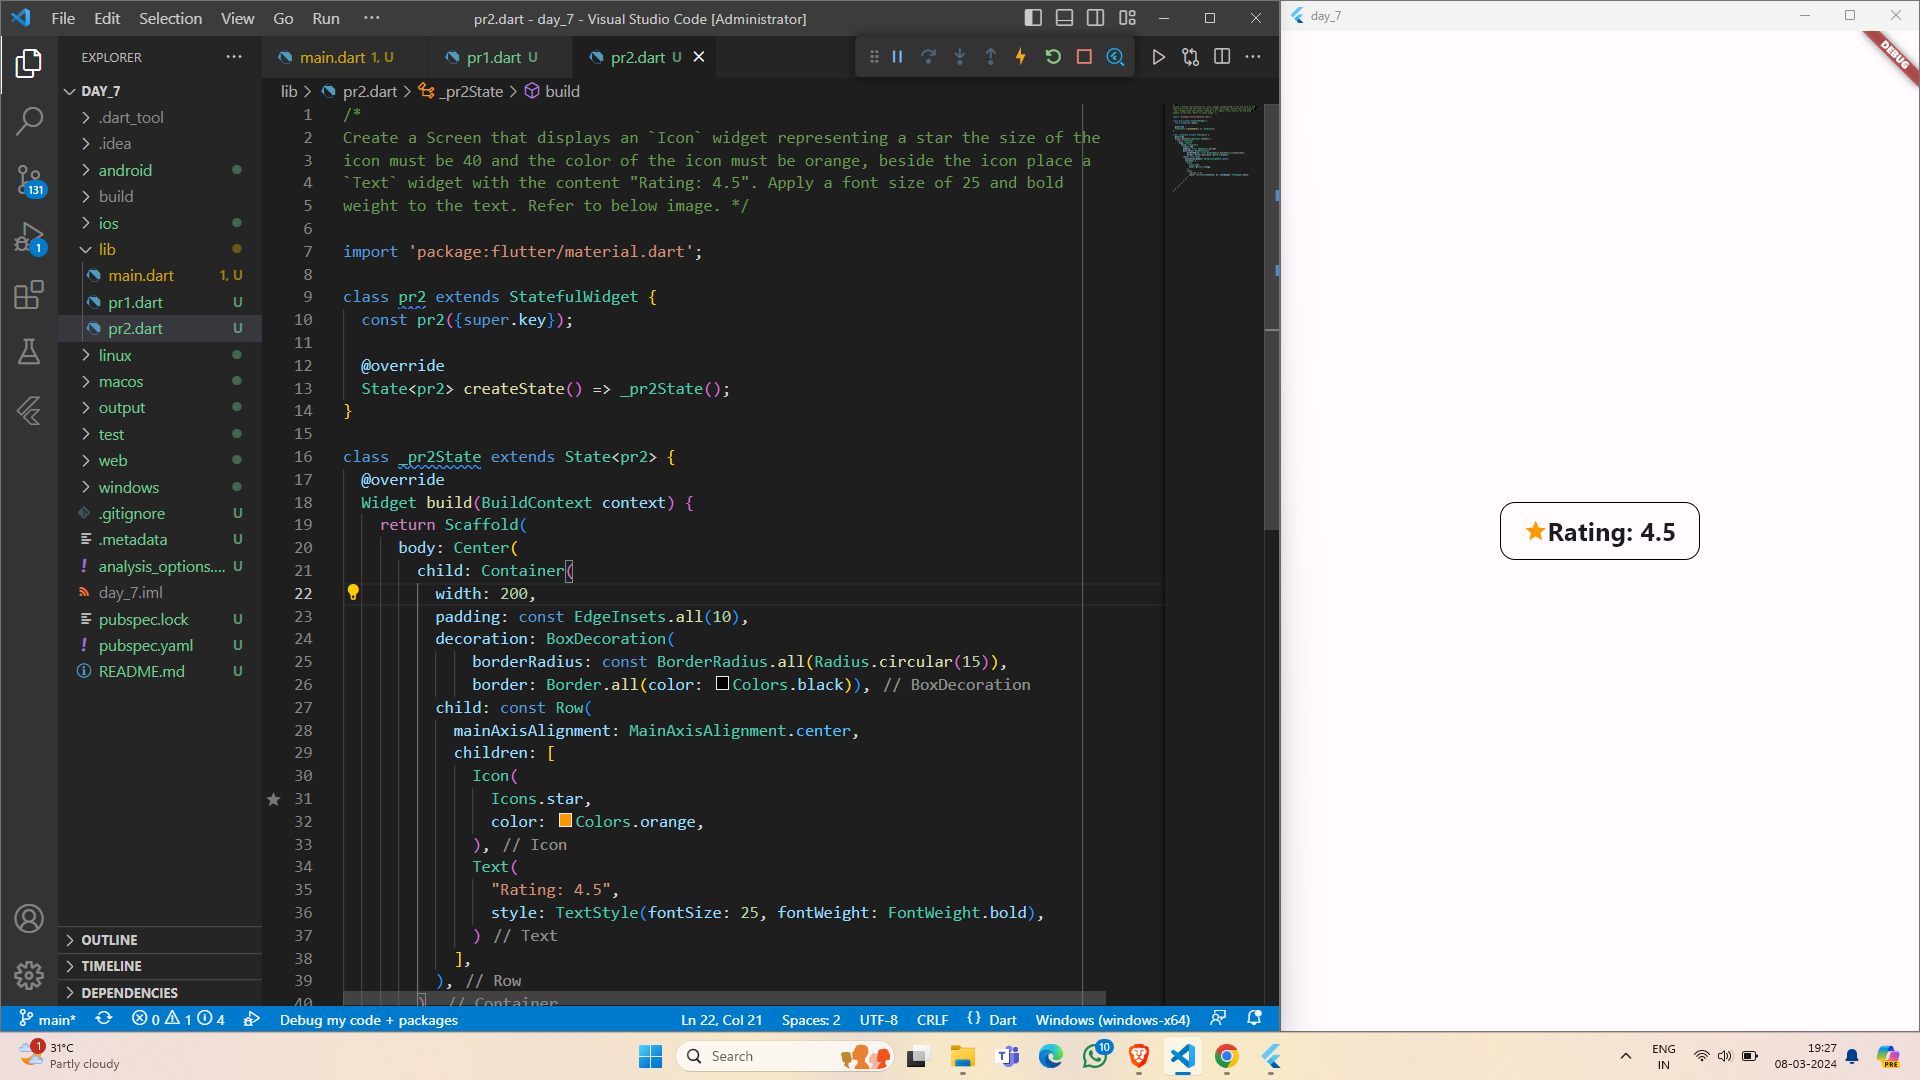 File Edit Selection View Go Run ··· pr2.dart - day_7 - Visual Studio Code [Administrator]
day_7
DEBUG
EXPLORER ···
main.dart 1, U
pr1.dart U
pr2.dart U
lib > pr2.dart > _pr2State > build
DAY_7
.dart_tool
.idea
android
build
ios
lib
main.dart 1, U
pr1.dart U
pr2.dart U
linux
macos
output
test
web
windows
.gitignore U
.metadata U
analysis_options.... U
day_7.iml
pubspec.lock U
pubspec.yaml U
README.md U
OUTLINE
TIMELINE
DEPENDENCIES
131
1
1 /*
2 Create a Screen that displays an `Icon` widget representing a star the size of the
3 icon must be 40 and the color of the icon must be orange, beside the icon place a
4 `Text` widget with the content "Rating: 4.5". Apply a font size of 25 and bold
5 weight to the text. Refer to below image. */
6
7 import 'package:flutter/material.dart';
8
9 class pr2 extends StatefulWidget {
10 const pr2({super.key});
11
12 @override
13 State<pr2> createState() => _pr2State();
14 }
15
16 class _pr2State extends State<pr2> {
17 @override
18 Widget build(BuildContext context) {
19 return Scaffold(
20 body: Center(
21 child: Container(
22 width: 200,
23 padding: const EdgeInsets.all(10),
24 decoration: BoxDecoration(
25 borderRadius: const BorderRadius.all(Radius.circular(15)),
26 border: Border.all(color: Colors.black)), // BoxDecoration
27 child: const Row(
28 mainAxisAlignment: MainAxisAlignment.center,
29 children: [
30 Icon(
31 Icons.star,
32 color: Colors.orange,
33 ), // Icon
34 Text(
35 "Rating: 4.5",
36 style: TextStyle(fontSize: 25, fontWeight: FontWeight.bold),
37 ) // Text
38 ],
39 ), // Row
40 ) // Container
Rating: 4.5
main* 0 1 4 Debug my code + packages Ln 22, Col 21 Spaces: 2 UTF-8 CRLF {} Dart Windows (windows-x64)
1
31°C
Partly cloudy
Search
10
PRE
ENG
IN
19:27
08-03-2024